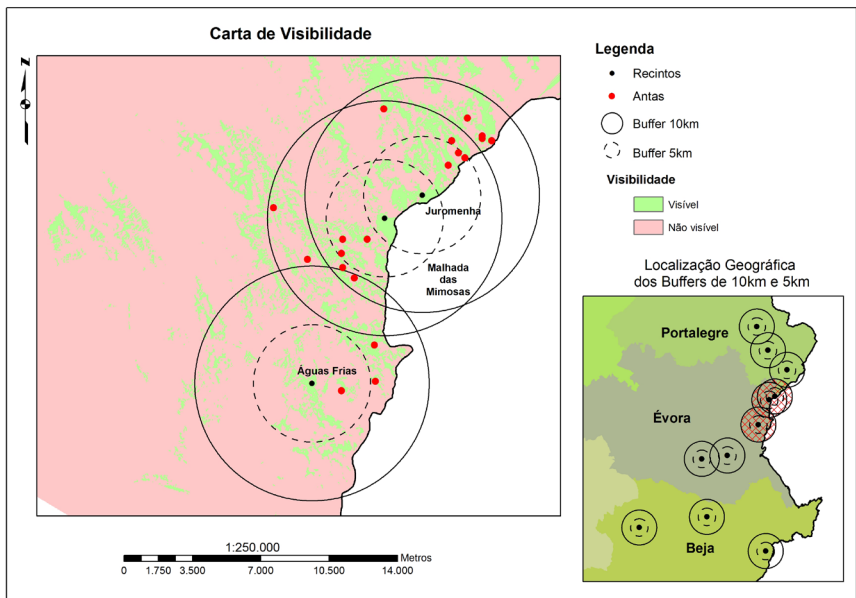 Carta de Visibilidade
Z
Juromenha
Malhada
das
Mimosas
Águas Frias
1:250.000
Metros
0 1.750 3.500 7.000 10.500 14.000
Legenda
Recintos
Antas
Buffer 10km
Buffer 5km
Visibilidade
Visível
Não visível
Localização Geográfica
dos Buffers de 10km e 5km
Portalegre
Évora
Beja